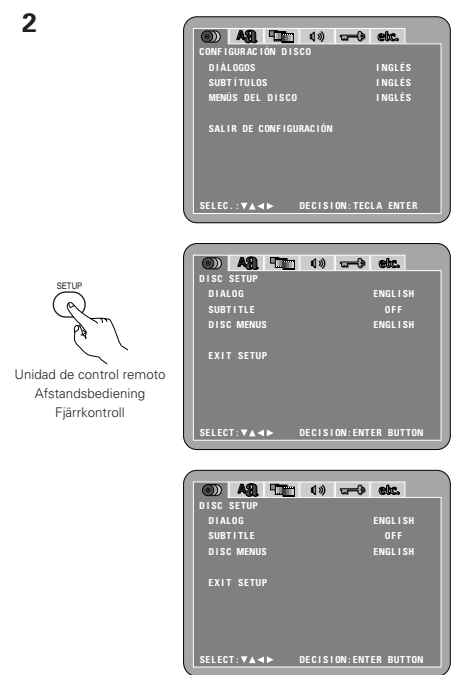 2
etc.
CONFIGURACIÓN DISCO
DIÁLOGOS INGLÉS
SUBTÍTULOS INGLÉS
MENÚS DEL DISCO INGLÉS
SALIR DE CONFIGURACIÓN
SELEC.:▼▲◄► DECISION:TECLA ENTER
SETUP
Unidad de control remoto
Afstandsbediening
Fjärrkontroll
etc.
DISC SETUP
DIALOG ENGLISH
SUBTITLE OFF
DISC MENUS ENGLISH
EXIT SETUP
SELECT:▼▲◄► DECISION:ENTER BUTTON
etc.
DISC SETUP
DIALOG ENGLISH
SUBTITLE OFF
DISC MENUS ENGLISH
EXIT SETUP
SELECT:▼▲◄► DECISION:ENTER BUTTON